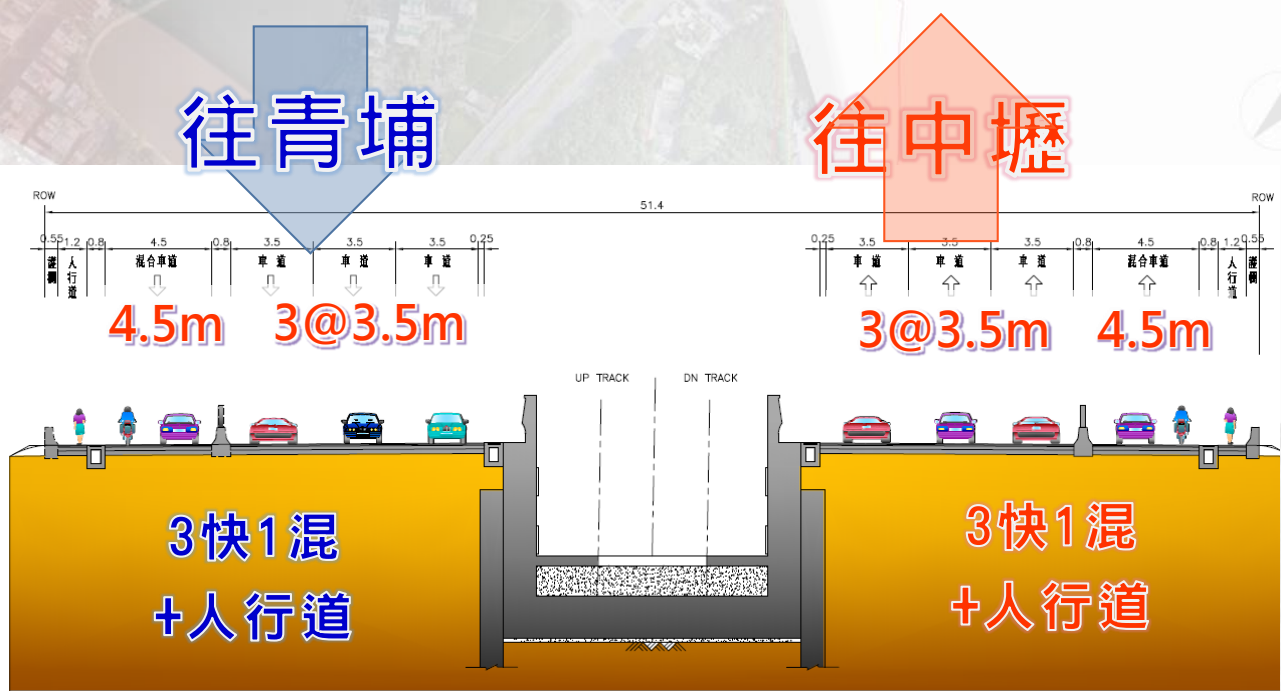 往青埔
往中壢
ROW
ROW
51.4
0.55 1.2 0.8 4.5 0.8 3.5 3.5 3.5 0.25
0.25 3.5 3.5 3.5 0.8 4.5 0.8 1.2 0.55
護欄 人行道 混合車道 車道 車道 車道
車道 車道 車道 混合車道 人行道 護欄
4.5m 3@3.5m
3@3.5m 4.5m
UP TRACK
DN TRACK
3快1混
+人行道
3快1混
+人行道